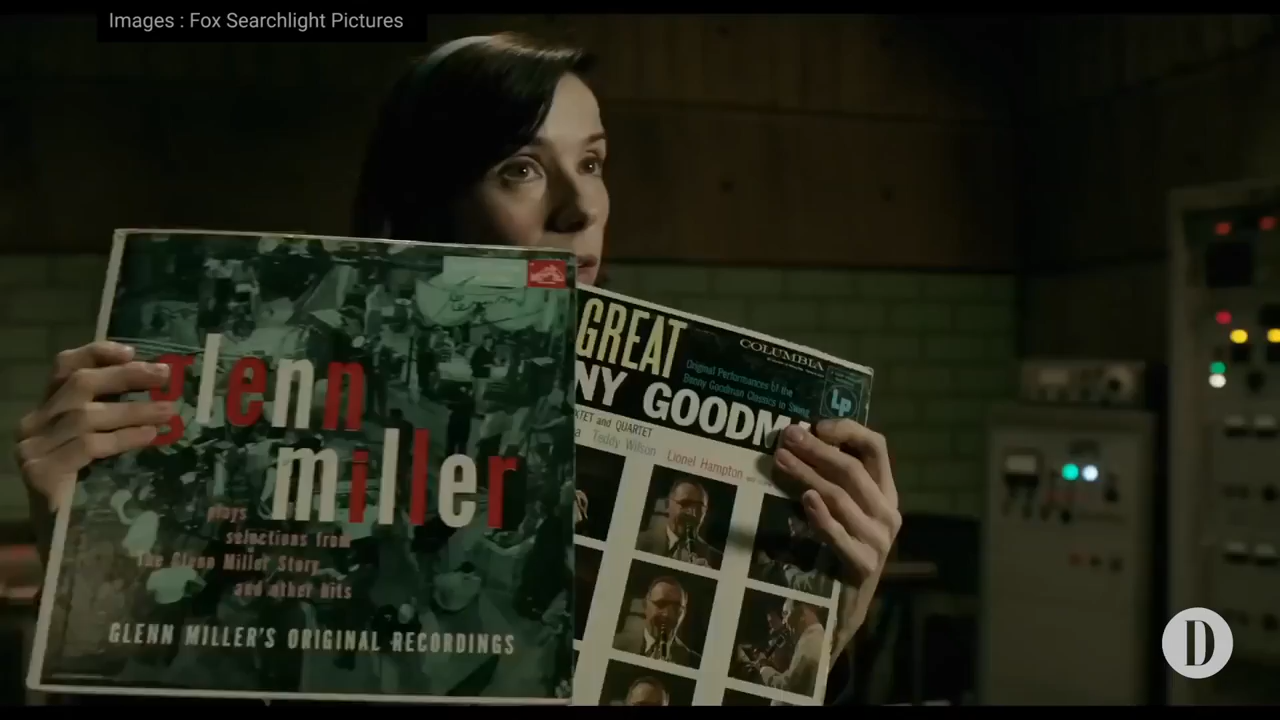 Images : Fox Searchlight Pictures
glenn
miller
plays
selections from
The Glenn Miller Story
and other hits
GLENN MILLER'S ORIGINAL RECORDINGS
GREAT
NY GOODM
COLUMBIA
Original Performances of the
Benny Goodman Classics in Swing
Lp
XTET and QUARTET
a Teddy Wilson Lionel Hampton
D